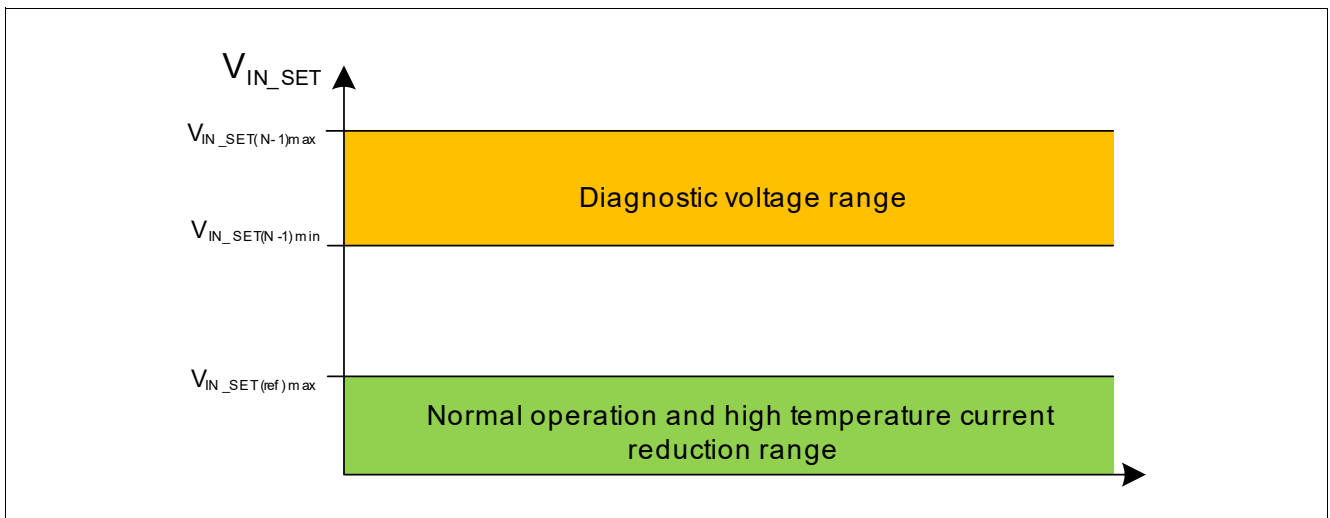 VIN_SET
VIN_SET(N-1)max
Diagnostic voltage range
VIN_SET(N-1)min
VIN_SET(ref)max
Normal operation and high temperature current
reduction range